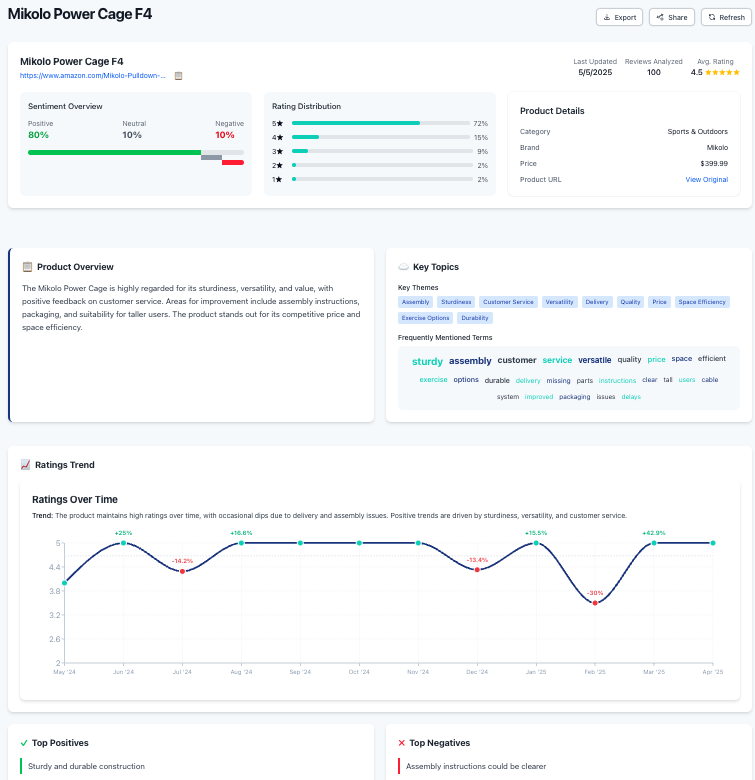 Mikolo Power Cage F4
Export
Share
Refresh
Mikolo Power Cage F4
https://www.amazon.com/Mikolo-Pulldown-...
Last Updated
5/5/2025
Reviews Analyzed
100
Avg. Rating
4.5 ★★★★★
Sentiment Overview
Positive
Neutral
Negative
80%
10%
10%
Rating Distribution
5★ 72%
4★ 15%
3★ 9%
2★ 2%
1★ 2%
Product Details
Category Sports & Outdoors
Brand Mikolo
Price $399.99
Product URL View Original
Product Overview
The Mikolo Power Cage is highly regarded for its sturdiness, versatility, and value, with
positive feedback on customer service. Areas for improvement include assembly instructions,
packaging, and suitability for taller users. The product stands out for its competitive price and
space efficiency.
Key Topics
Key Themes
Assembly Sturdiness Customer Service Versatility Delivery Quality Price Space Efficiency
Exercise Options Durability
Frequently Mentioned Terms
sturdy assembly customer service versatile quality price space efficient
exercise options durable delivery missing parts instructions clear tall users cable
system improved packaging issues delays
Ratings Trend
Ratings Over Time
Trend: The product maintains high ratings over time, with occasional dips due to delivery and assembly issues. Positive trends are driven by sturdiness, versatility, and customer service.
+25% +16.6% +15.5% +42.9%
-14.2% -13.4% -30%
5
4.4
3.8
3.2
2.6
2
May '24 Jun '24 Jul '24 Aug '24 Sep '24 Oct '24 Nov '24 Dec '24 Jan '25 Feb '25 Mar '25 Apr '25
Top Positives
Sturdy and durable construction
Top Negatives
Assembly instructions could be clearer